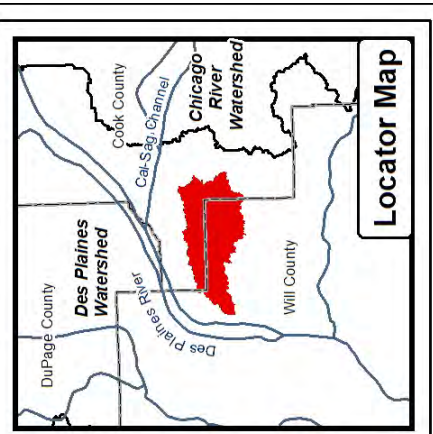 Locator Map
DuPage County
Des Plaines
Watershed
Des Plaines River
Cook County
Cal-Sag Channel
Chicago
River
Watershed
Will County